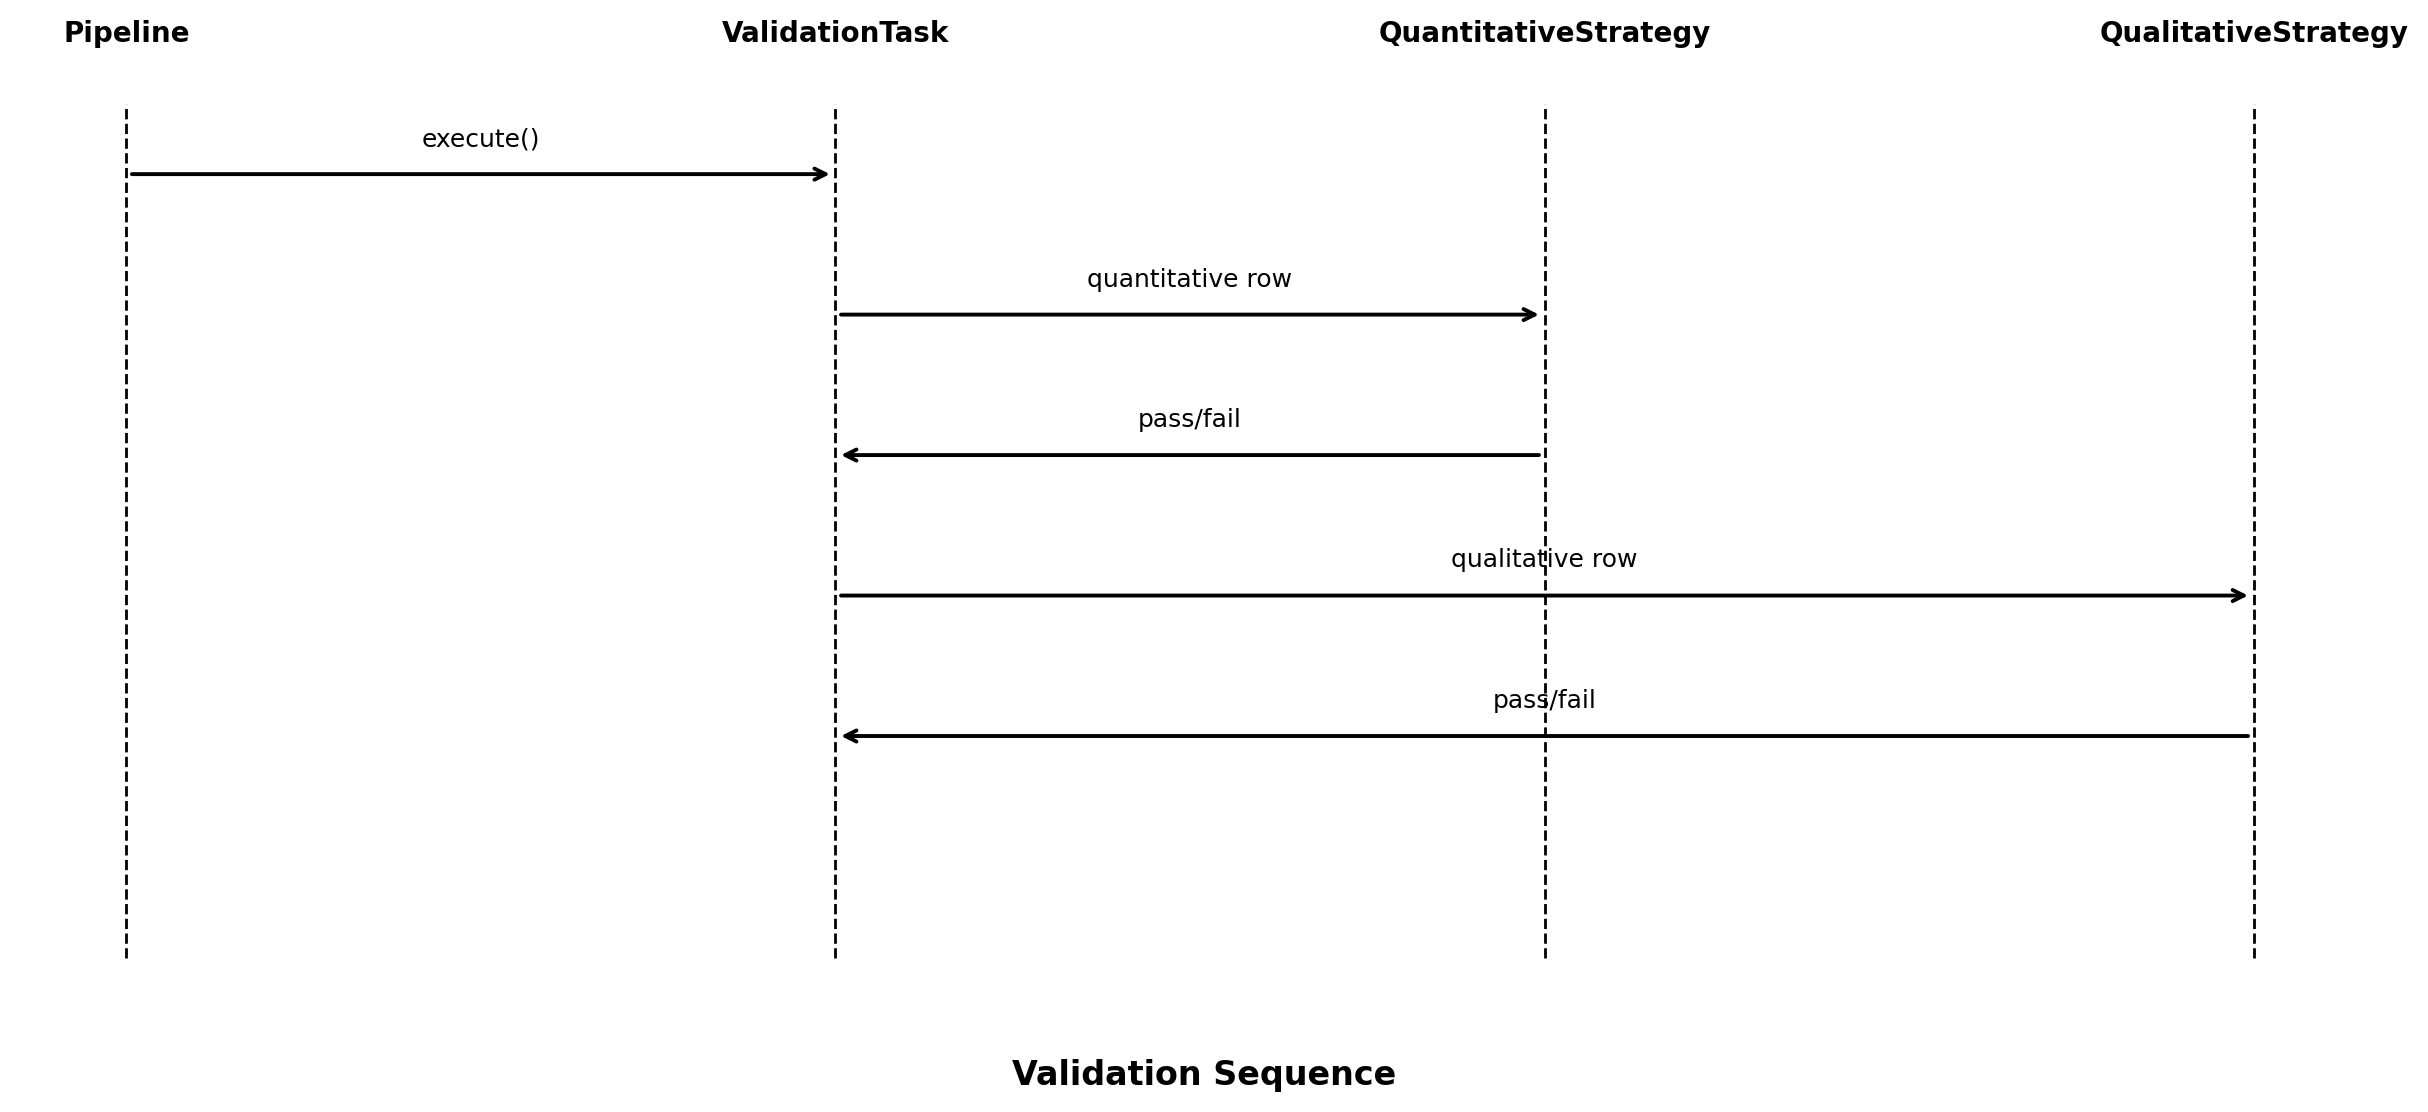 Pipeline
ValidationTask
QuantitativeStrategy
QualitativeStrategy
execute()
quantitative row
pass/fail
qualitative row
pass/fail
Validation Sequence